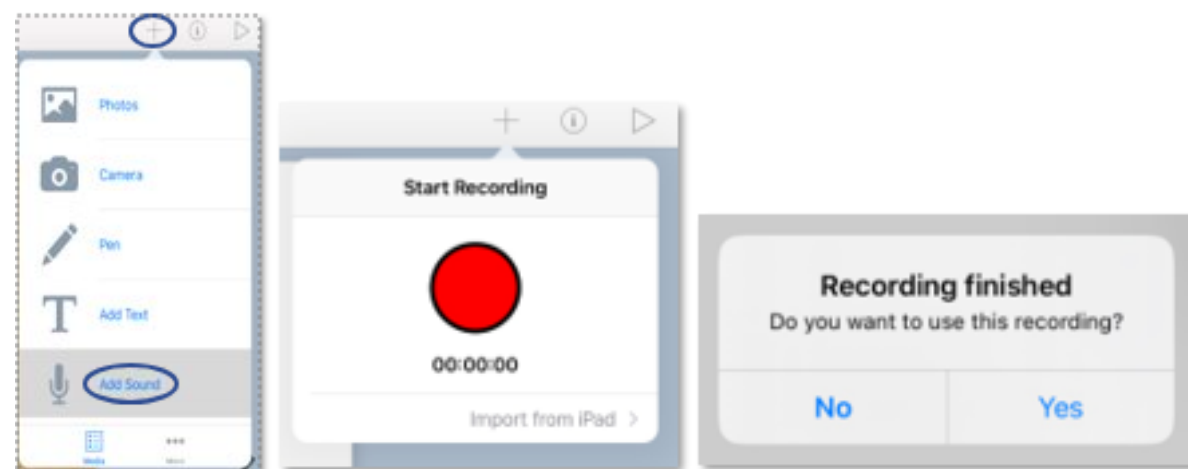 Photos
Camera
Pen
Add Text
Add Sound
Media
More
Start Recording
00:00:00
Import from iPad
Recording finished
Do you want to use this recording?
No
Yes